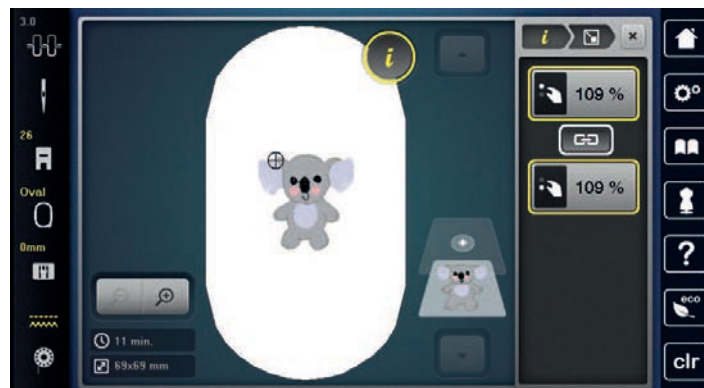 3.0
i
i
109 %
26
Oval
109 %
0mm
?
eco
11 min.
69x69 mm
clr